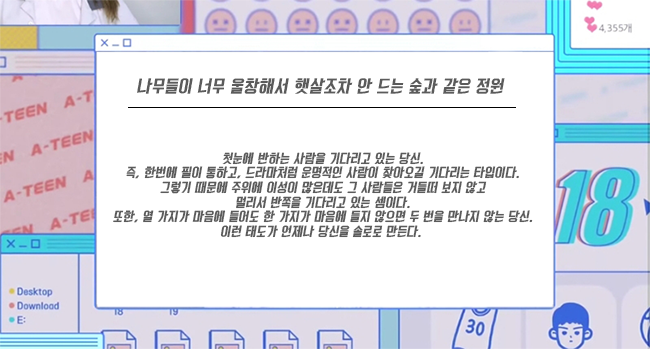 4,355개
나무들이 너무 울창해서 햇살조차 안 드는 숲과 같은 정원
첫눈에 반하는 사람을 기다리고 있는 당신.
즉, 한번에 필이 통하고, 드라마처럼 운명적인 사람이 찾아오길 기다리는 타입이다.
그렇기 때문에 주위에 이성이 많은데도 그 사람들은 거들떠 보지 않고
멀리서 반쪽을 기다리고 있는 셈이다.
또한, 열 가지가 마음에 들어도 한 가지가 마음에 들지 않으면 두 번을 만나지 않는 당신.
이런 태도가 언제나 당신을 솔로로 만든다.
A-TEEN
A-TEEN
A-TEEN
18
Desktop
Download
E:
18
19
30